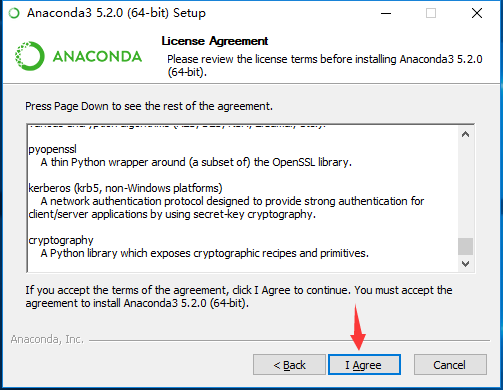 Anaconda3 5.2.0 (64-bit) Setup
License Agreement
Please review the license terms before installing Anaconda3 5.2.0
(64-bit).
ANACONDA
Press Page Down to see the rest of the agreement.
pyopenssl
A thin Python wrapper around (a subset of) the OpenSSL library.
kerberos (krb5, non-Windows platforms)
A network authentication protocol designed to provide strong authentication for
client/server applications by using secret-key cryptography.
cryptography
A Python library which exposes cryptographic recipes and primitives.
If you accept the terms of the agreement, click I Agree to continue. You must accept the
agreement to install Anaconda3 5.2.0 (64-bit).
Anaconda, Inc.
< Back
I Agree
Cancel